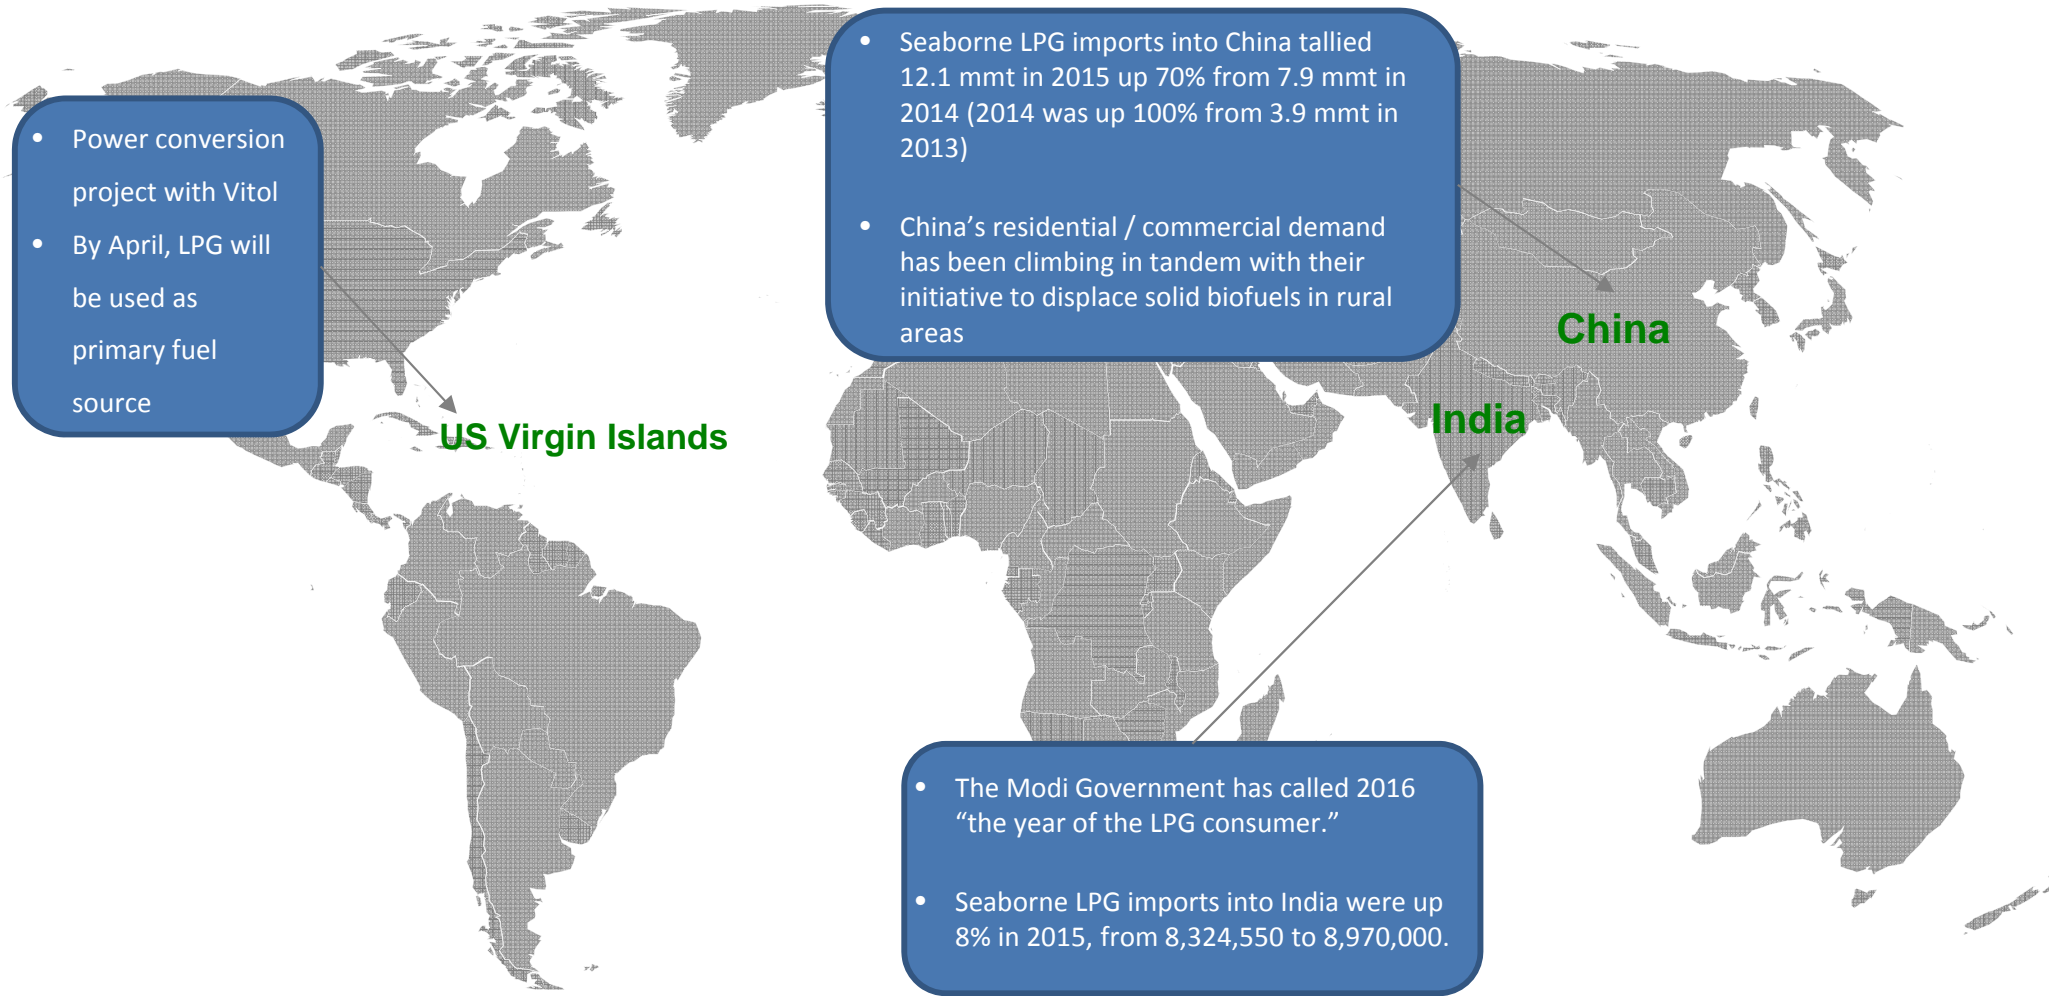 • Power conversion
project with Vitol
• By April, LPG will
be used as
primary fuel
source
US Virgin Islands
• Seaborne LPG imports into China tallied
12.1 mmt in 2015 up 70% from 7.9 mmt in
2014 (2014 was up 100% from 3.9 mmt in
2013)
• China’s residential / commercial demand
has been climbing in tandem with their
initiative to displace solid biofuels in rural
areas
China
India
• The Modi Government has called 2016
“the year of the LPG consumer.”
• Seaborne LPG imports into India were up
8% in 2015, from 8,324,550 to 8,970,000.